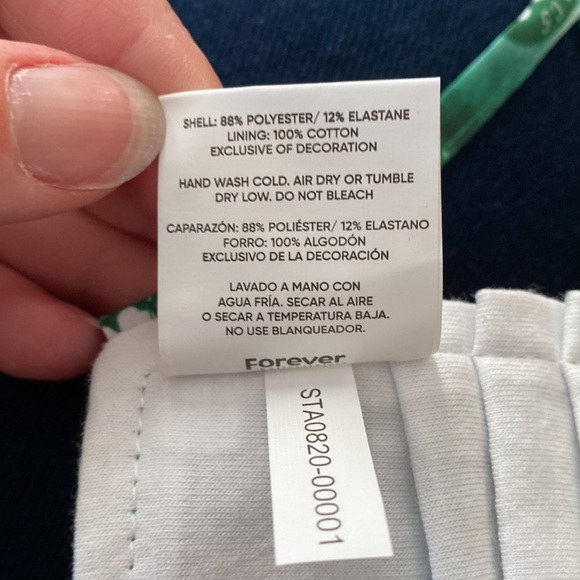 SHELL: 88% POLYESTER/ 12% ELASTANE
LINING: 100% COTTON
EXCLUSIVE OF DECORATION
HAND WASH COLD. AIR DRY OR TUMBLE
DRY LOW. DO NOT BLEACH
CAPARAZÓN: 88% POLIÉSTER/ 12% ELASTANO
FORRO: 100% ALGODÓN
EXCLUSIVO DE LA DECORACIÓN
LAVADO A MANO CON
AGUA FRÍA. SECAR AL AIRE
O SECAR A TEMPERATURA BAJA.
NO USE BLANQUEADOR.
Forever
STA0820-00001